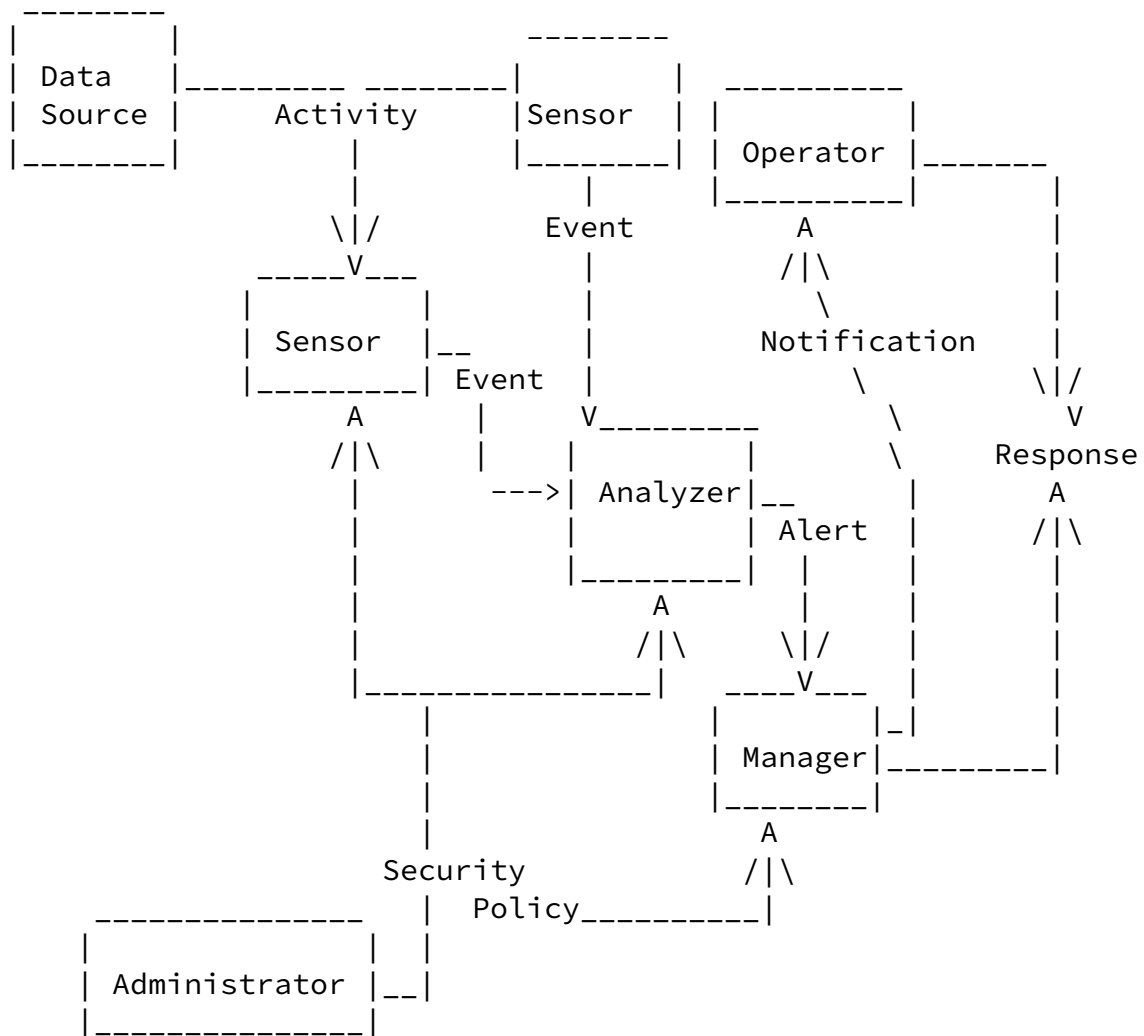 Data
Source
Activity
Sensor
Operator
Event
Sensor
Notification
Event
Response
Analyzer
Alert
Manager
Security
Policy
Administrator